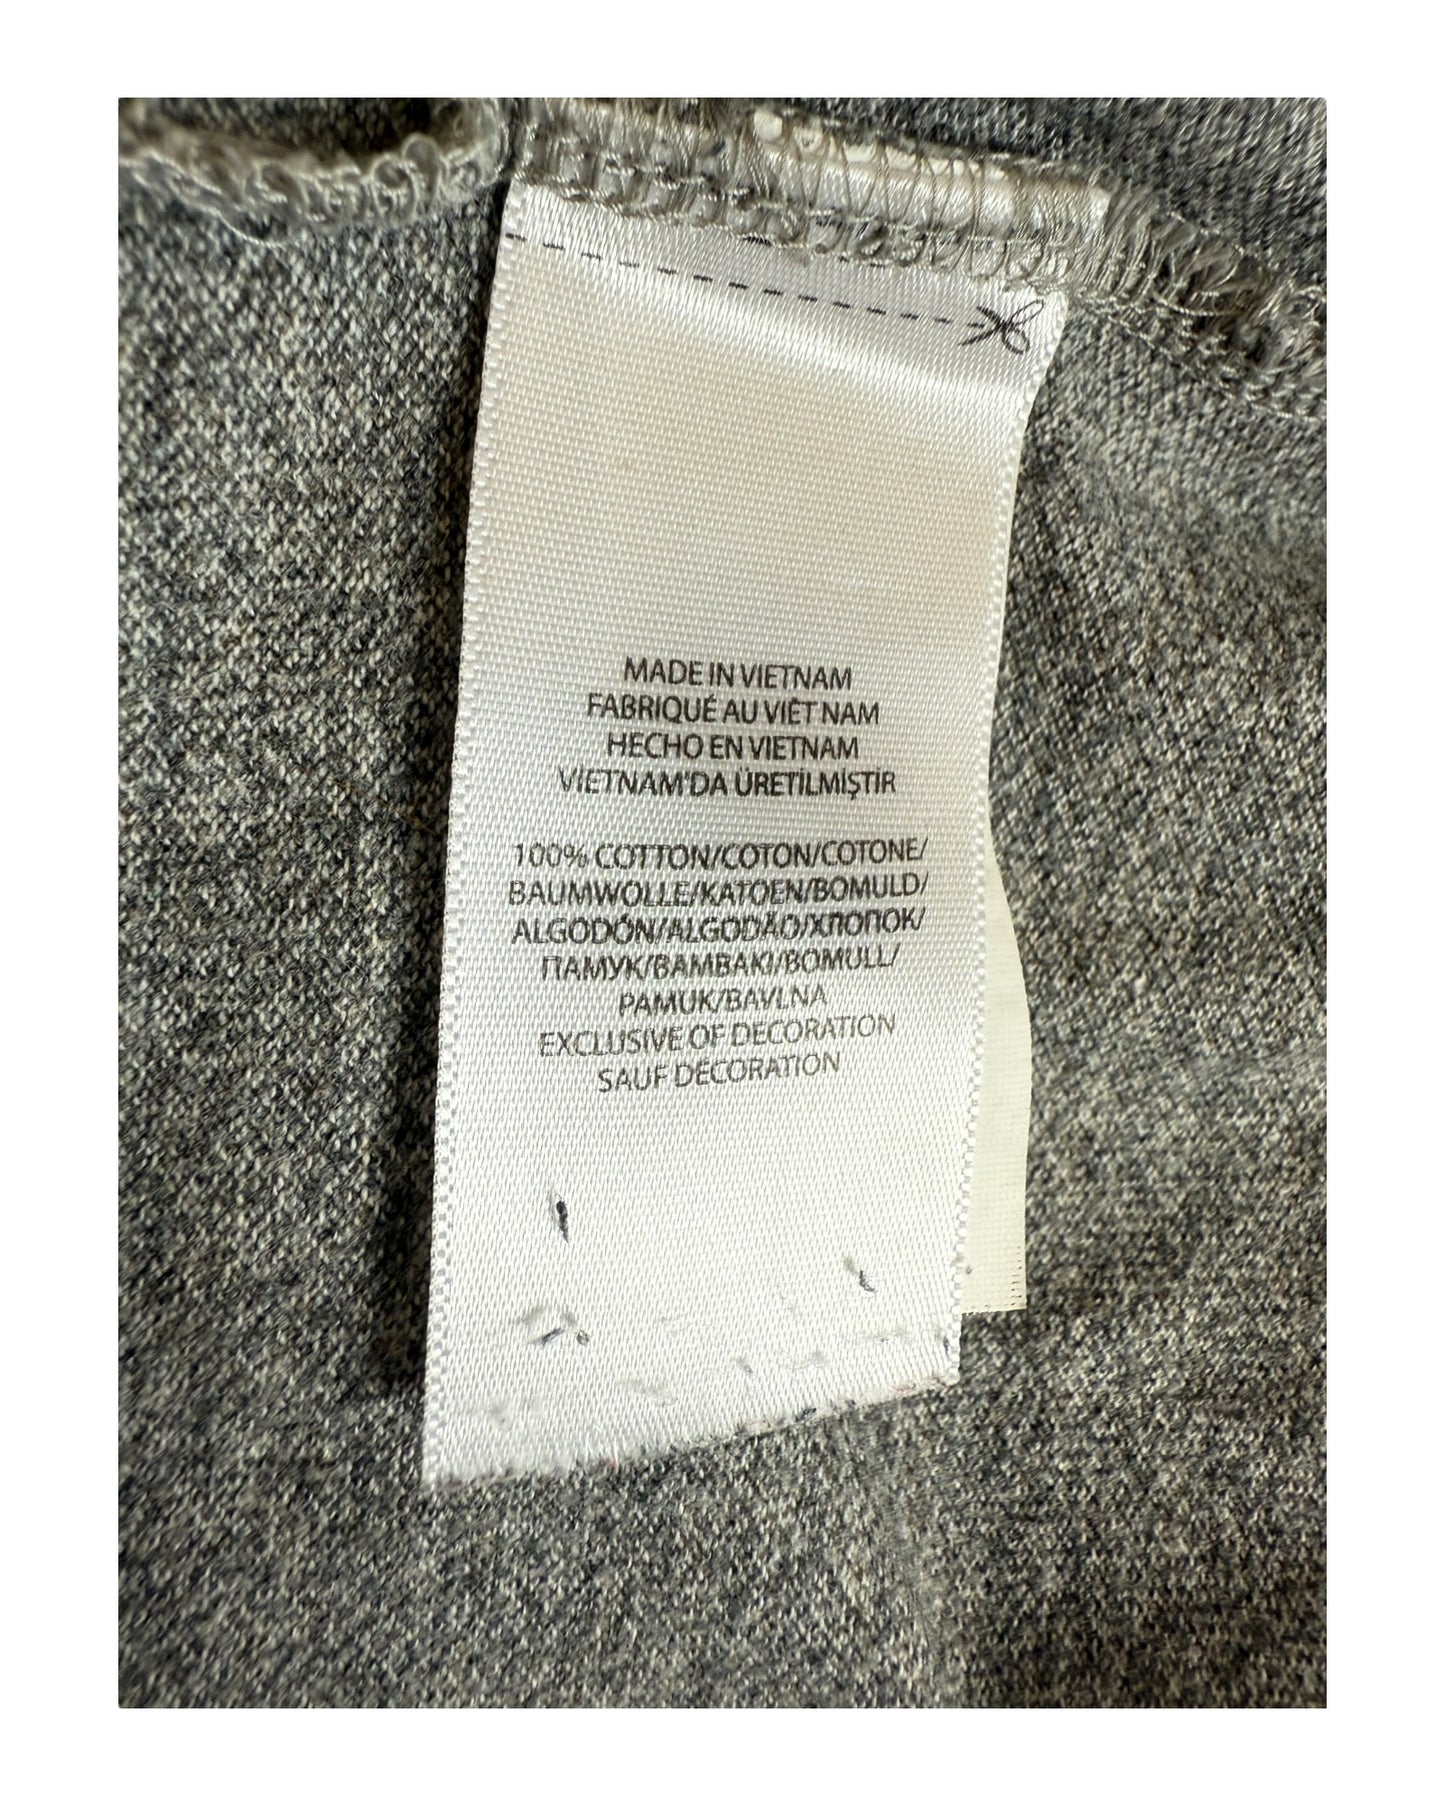 MADE IN VIETNAM
FABRIQUÉ AU VIÊT NAM
HECHO EN VIETNAM
VİETNAM'DA ÜRETİLMİŞTİR
100% COTTON/COTON/COTONE/
BAUMWOLLE/KATOEN/BOMULD/
ALGODÓN/ALGODÃO/ХЛОПОК/
ПАМУК/BAMBAKI/BOMULL/
PAMUK/BAVLNA
EXCLUSIVE OF DECORATION
SAUF DÉCORATION